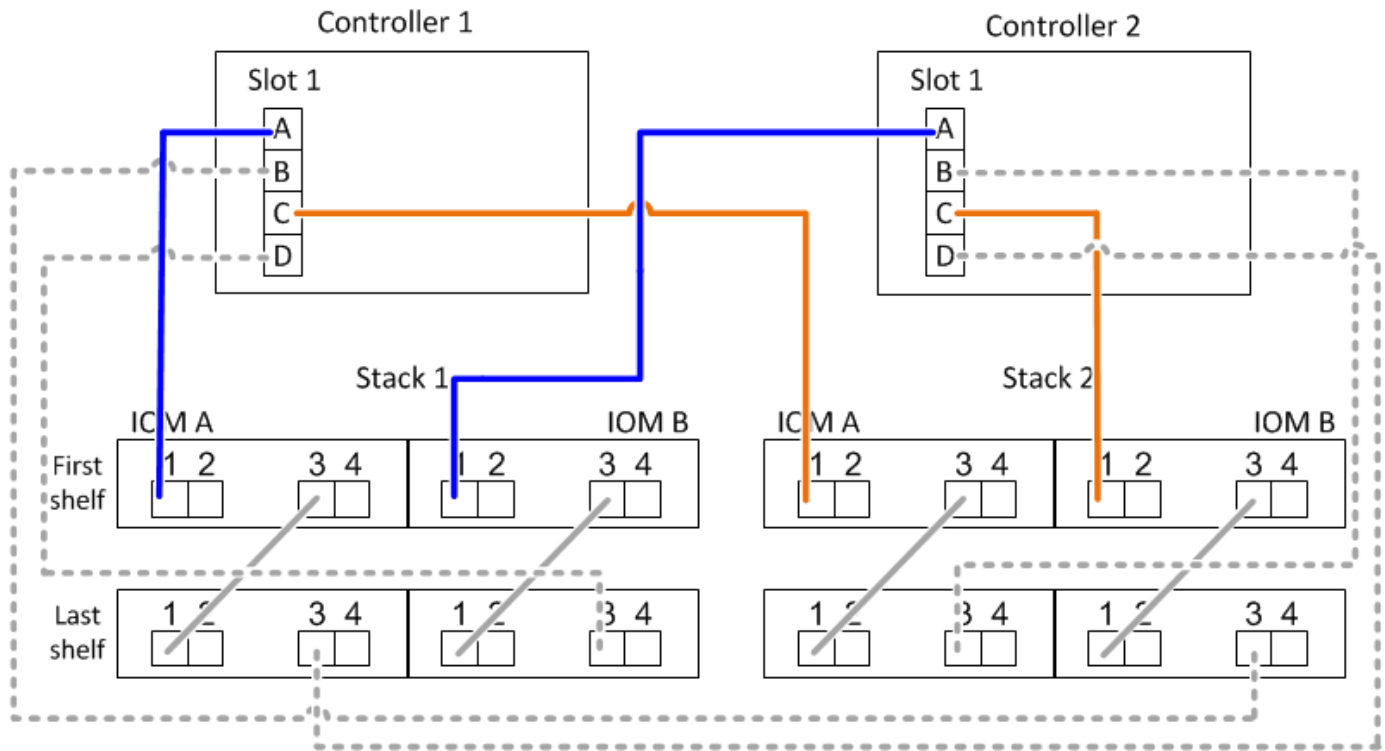 Controller 1
Controller 2
Slot 1
Slot 1
A
A
B
B
C
C
D
D
Stack 1
Stack 2
IOM A
IOM B
IOM A
IOM B
First shelf
1 2 3 4 1 2 3 4 1 2 3 4 1 2 3 4
Last shelf
1 2 3 4 1 2 3 4 1 2 3 4 1 2 3 4